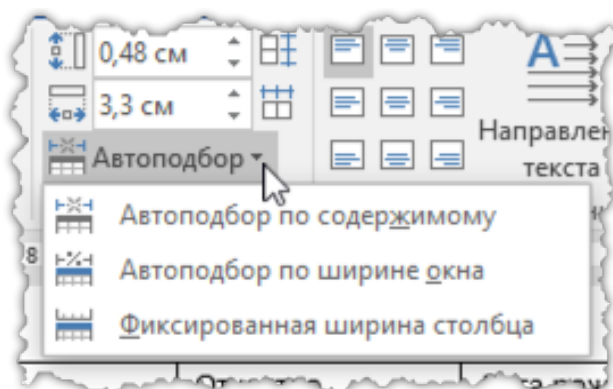 0,48 см
3,3 см
Автоподбор
Направлен
текста
Автоподбор по содержимому
Автоподбор по ширине окна
Фиксированная ширина столбца
8